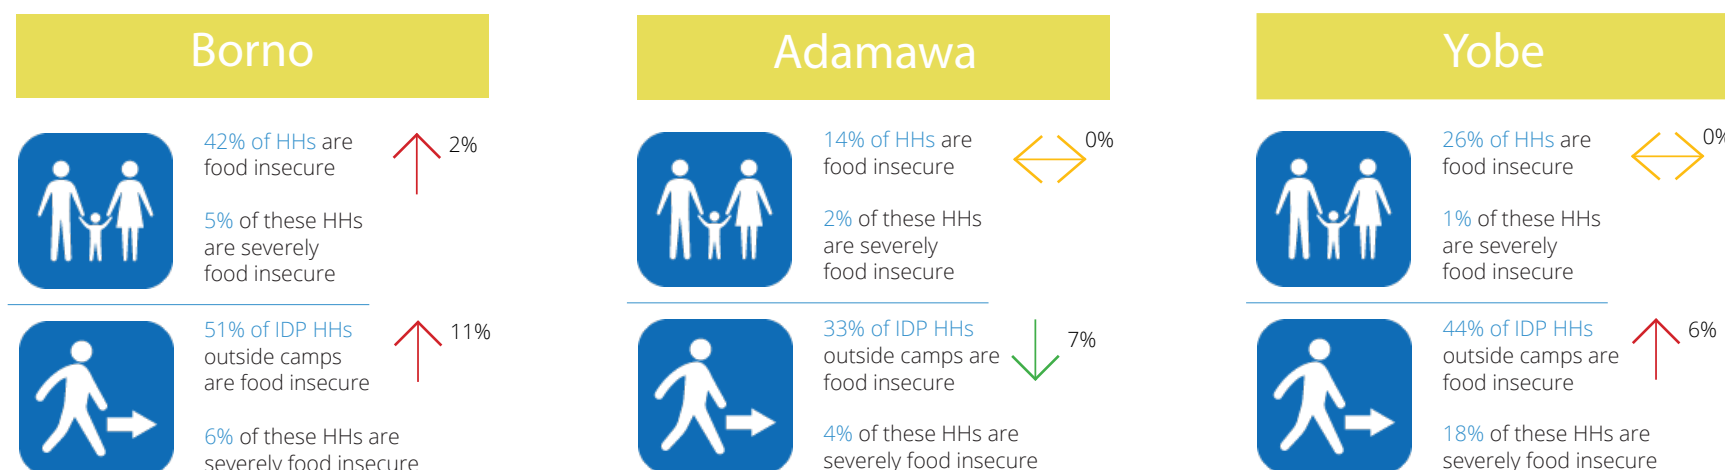 Borno
42% of HHs are
food insecure
2%
5% of these HHs
are severely
food insecure
51% of IDP HHs
outside camps
are food insecure
11%
6% of these HHs are
severely food insecure
Adamawa
14% of HHs are
food insecure
0%
2% of these HHs
are severely
food insecure
33% of IDP HHs
outside camps are
food insecure
7%
4% of these HHs are
severely food insecure
Yobe
26% of HHs are
food insecure
0%
1% of these HHs
are severely
food insecure
44% of IDP HHs
outside camps are
food insecure
6%
18% of these HHs are
severely food insecure